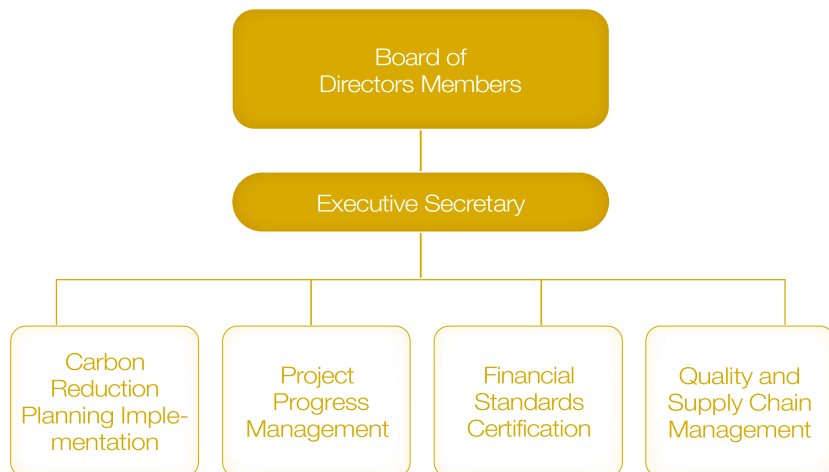 Board of
Directors Members
Executive Secretary
Carbon
Reduction
Planning Imple-
mentation
Project
Progress
Management
Financial
Standards
Certification
Quality and
Supply Chain
Management